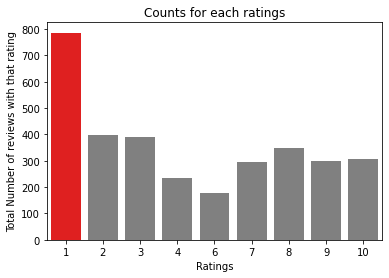 Counts for each ratings
Total Number of reviews with that rating
800
700
600
500
400
300
200
100
0
1 2 3 4 6 7 8 9 10
Ratings